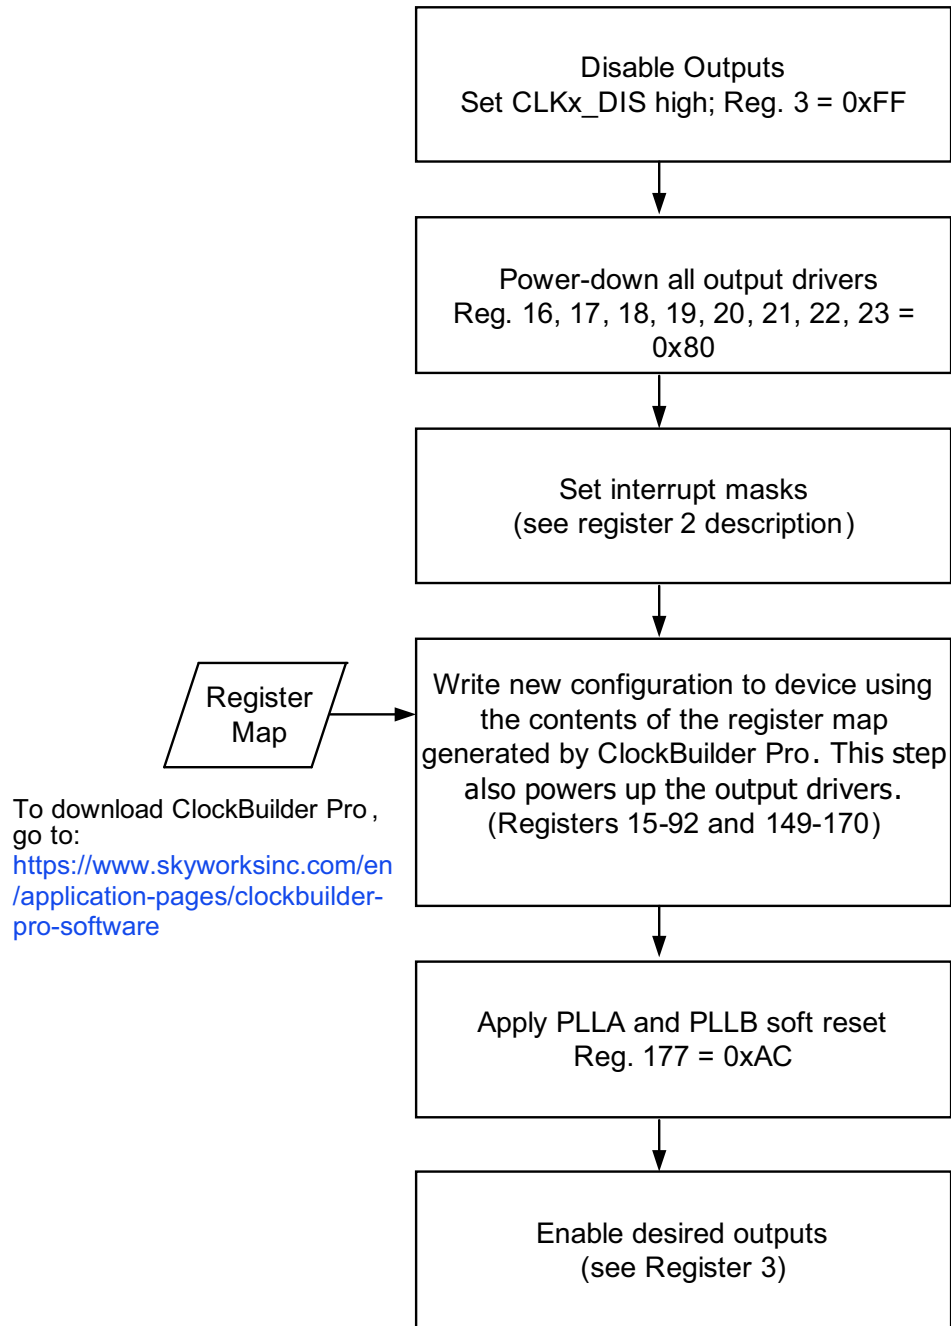 Disable Outputs
Set CLKx_DIS high; Reg. 3 = 0xFF
Power-down all output drivers
Reg. 16, 17, 18, 19, 20, 21, 22, 23 =
0x80
Set interrupt masks
(see register 2 description)
Register
Map
Write new configuration to device using
the contents of the register map
generated by ClockBuilder Pro. This step
also powers up the output drivers.
(Registers 15-92 and 149-170)
To download ClockBuilder Pro,
go to:
https://www.skyworksinc.com/en
/application-pages/clockbuilder-
pro-software
Apply PLLA and PLLB soft reset
Reg. 177 = 0xAC
Enable desired outputs
(see Register 3)